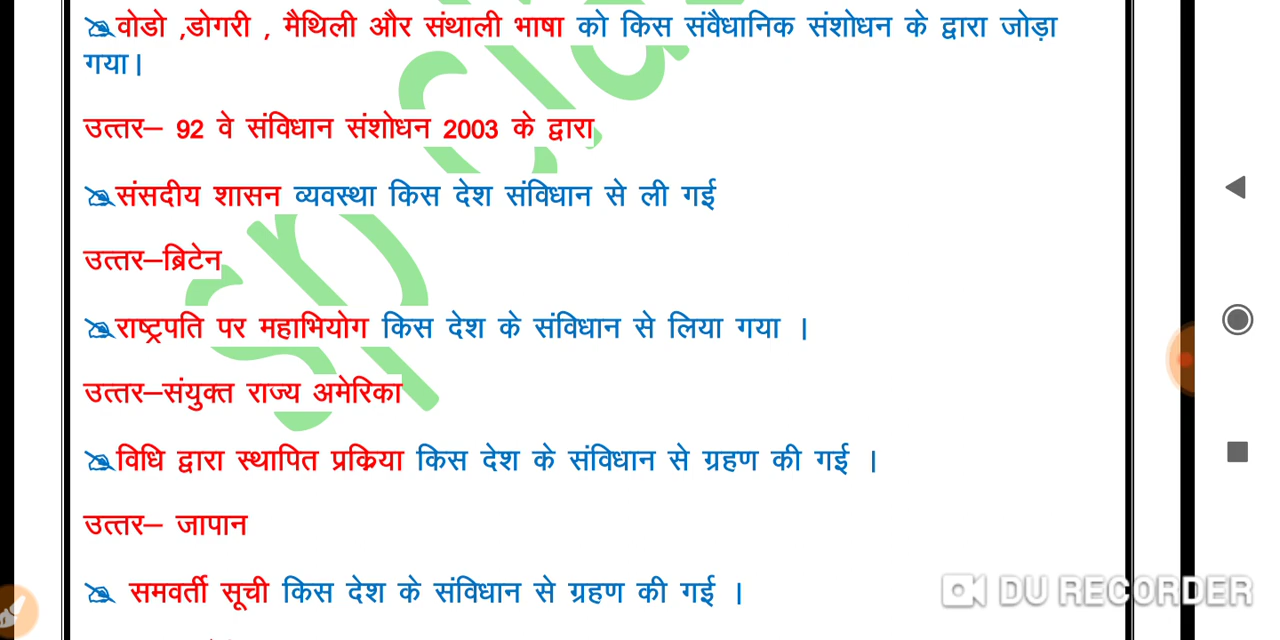 वोडो ,डोगरी , मैथिली और संथाली भाषा को किस संवैधानिक संशोधन के द्वारा जोड़ा
गया।
उत्तर– 92 वे संविधान संशोधन 2003 के द्वारा
संसदीय शासन व्यवस्था किस देश संविधान से ली गई
उत्तर–ब्रिटेन
राष्ट्रपति पर महाभियोग किस देश के संविधान से लिया गया ।
उत्तर–संयुक्त राज्य अमेरिका
विधि द्वारा स्थापित प्रक्रिया किस देश के संविधान से ग्रहण की गई ।
उत्तर– जापान
समवर्ती सूची किस देश के संविधान से ग्रहण की गई ।
DU RECORDER